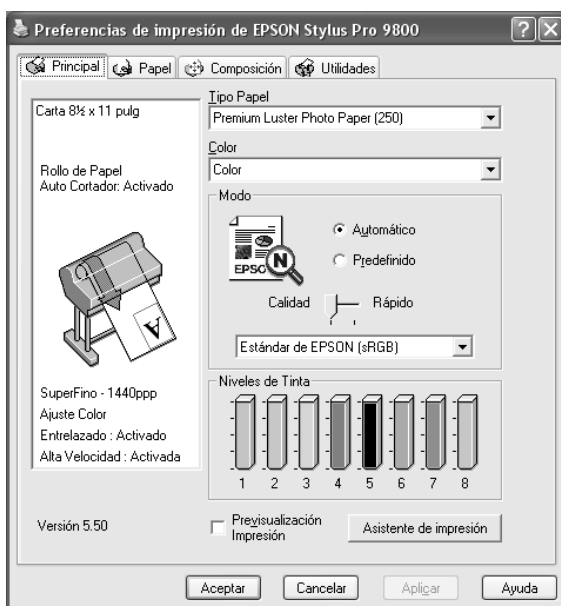 Preferencias de impresión de EPSON Stylus Pro 9800
Principal
Papel
Composición
Utilidades
Carta 8½ x 11 pulg
Rollo de Papel
Auto Cortador: Activado
A
SuperFino - 1440ppp
Ajuste Color
Entrelazado : Activado
Alta Velocidad : Activada
Versión 5.50
Tipo Papel
Premium Luster Photo Paper (250)
Color
Color
Modo
EPSO
N
Automático
Predefinido
Calidad
Rápido
Estándar de EPSON (sRGB)
Niveles de Tinta
1 2 3 4 5 6 7 8
Previsualización
Impresión
Asistente de impresión
Aceptar
Cancelar
Aplicar
Ayuda